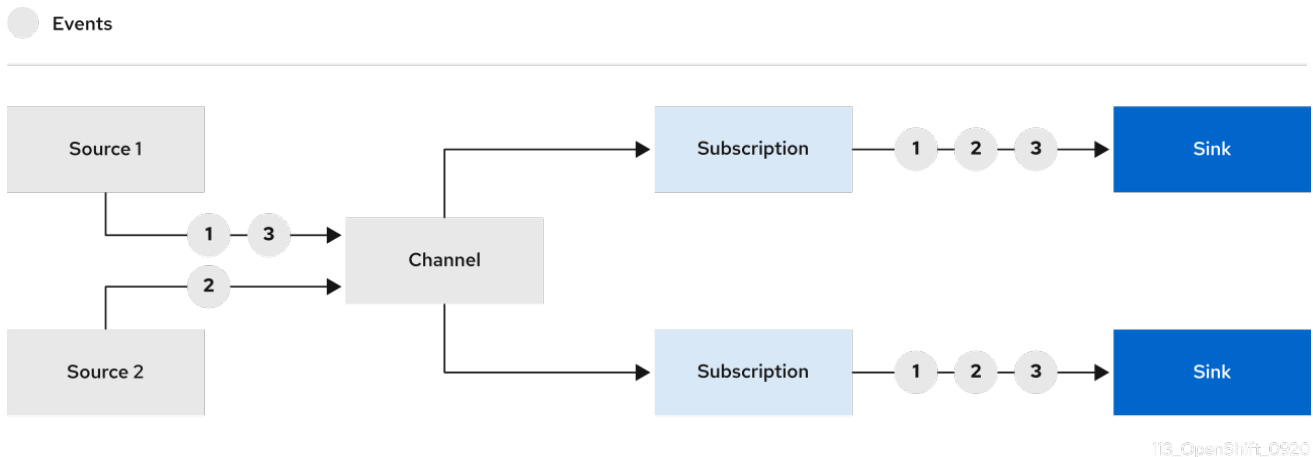 Events
Source 1
Subscription
1
2
3
Sink
1
3
Channel
2
Source 2
Subscription
1
2
3
Sink
113_OpenShift_0920